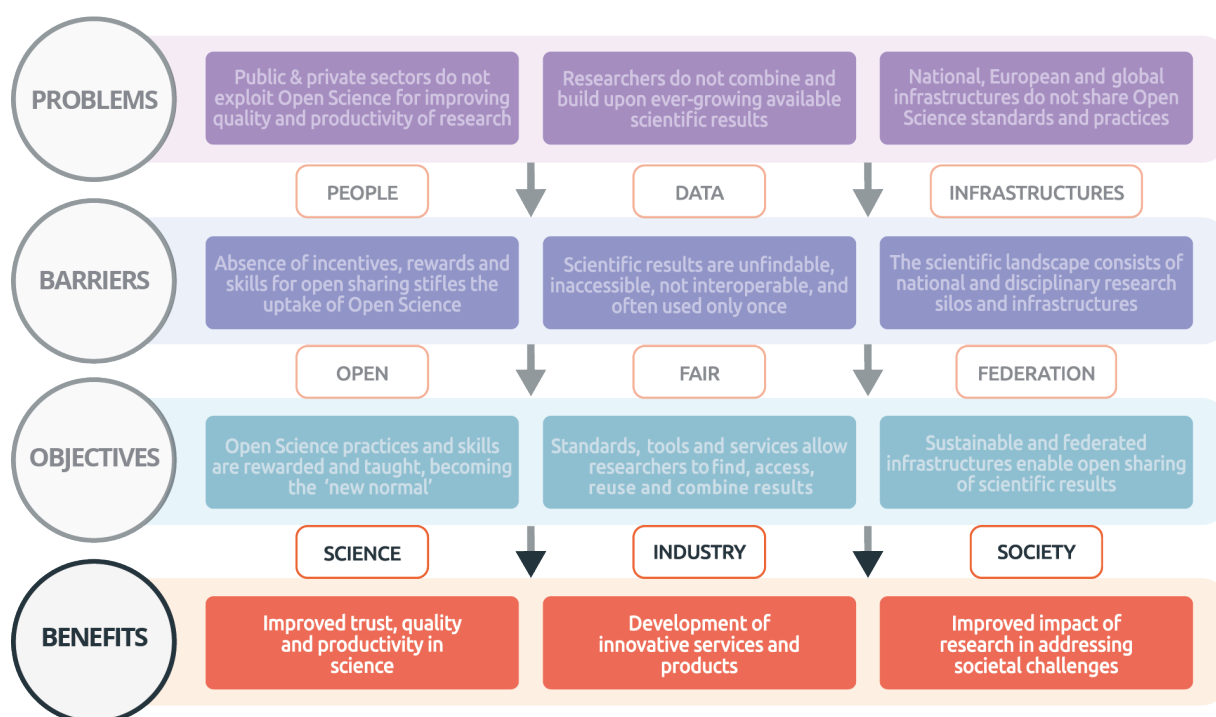 PROBLEMS
Public & private sectors do not
exploit Open Science for improving
quality and productivity of research
Researchers do not combine and
build upon ever-growing available
scientific results
National, European and global
infrastructures do not share Open
Science standards and practices
PEOPLE
DATA
INFRASTRUCTURES
BARRIERS
Absence of incentives, rewards and
skills for open sharing stifles the
uptake of Open Science
Scientific results are unfindable,
inaccessible, not interoperable, and
often used only once
The scientific landscape consists of
national and disciplinary research
silos and infrastructures
OPEN
FAIR
FEDERATION
OBJECTIVES
Open Science practices and skills
are rewarded and taught, becoming
the 'new normal'
Standards, tools and services allow
researchers to find, access,
reuse and combine results
Sustainable and federated
infrastructures enable open sharing
of scientific results
SCIENCE
INDUSTRY
SOCIETY
BENEFITS
Improved trust, quality
and productivity in
science
Development of
innovative services and
products
Improved impact of
research in addressing
societal challenges